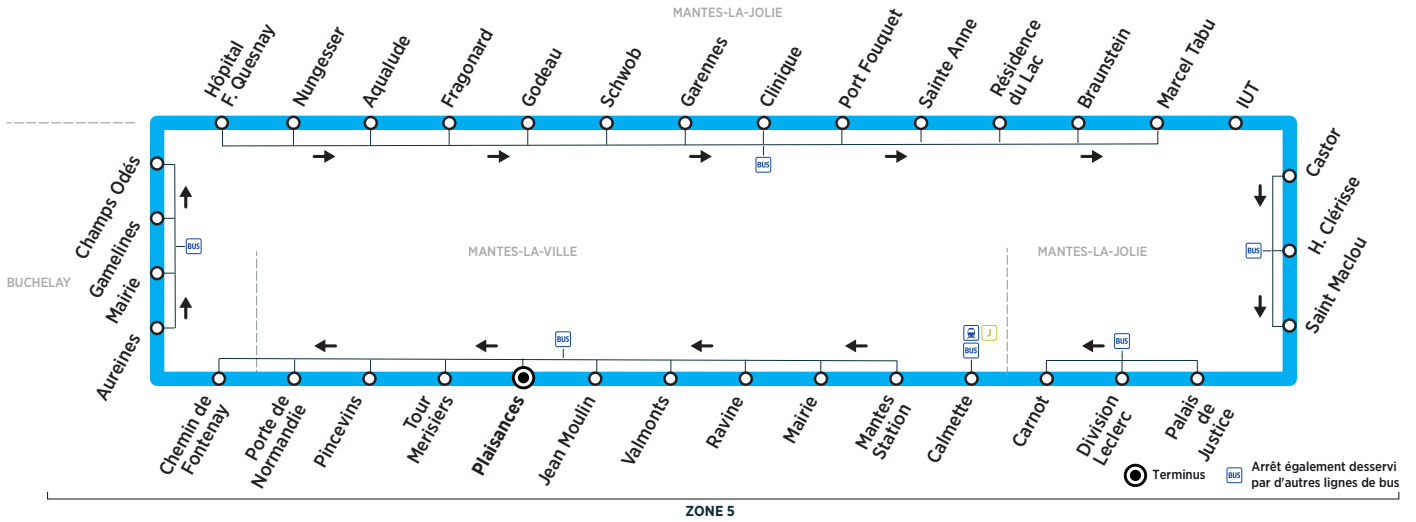 MANTES-LA-JOLIE
Hôpital
F. Quesnay
Nungesser
Aqualude
Fragonard
Godeau
Schwob
Garennes
Clinique
Port Fouquet
Sainte Anne
Résidence
du Lac
Braunstein
Marcel Tabu
IUT
BUS
Castor
H. Clérisse
Saint Maclou
BUS
Champs Odés
Gamelines
Mairie
Aureines
BUS
BUCHELAY
MANTES-LA-VILLE
MANTES-LA-JOLIE
BUS
J
BUS
BUS
Chemin de
Fontenay
Porte de
Normandie
Pincevins
Tour
Merisiers
Plaisances
Jean Moulin
Valmonts
Ravine
Mairie
Mantes
Station
Calmette
Carnot
Division
Leclerc
Palais
de
Justice
Terminus
BUS
Arrêt également desservi
par d'autres lignes de bus
ZONE 5